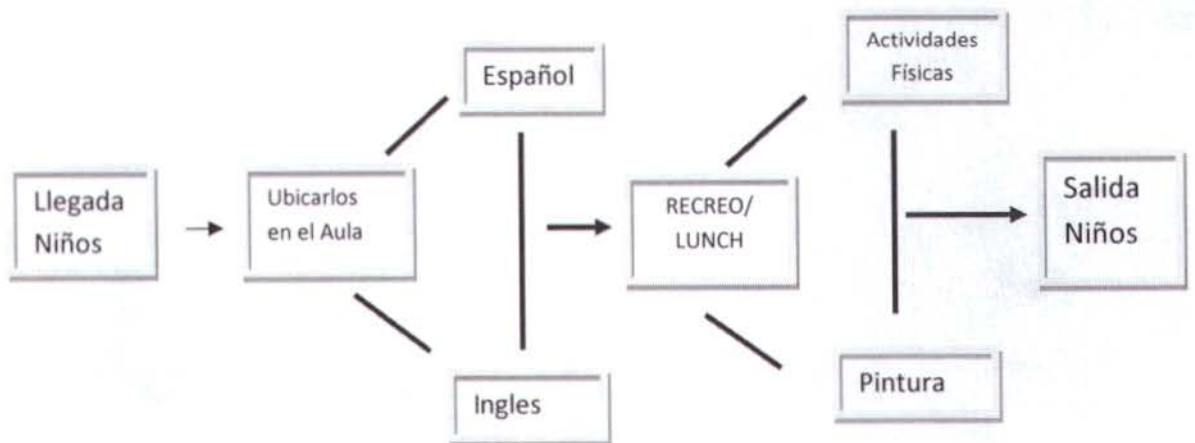 Llegada
Niños
Ubicarlos
en el Aula
Español
Ingles
RECREO/
LUNCH
Actividades
Físicas
Pintura
Salida
Niños